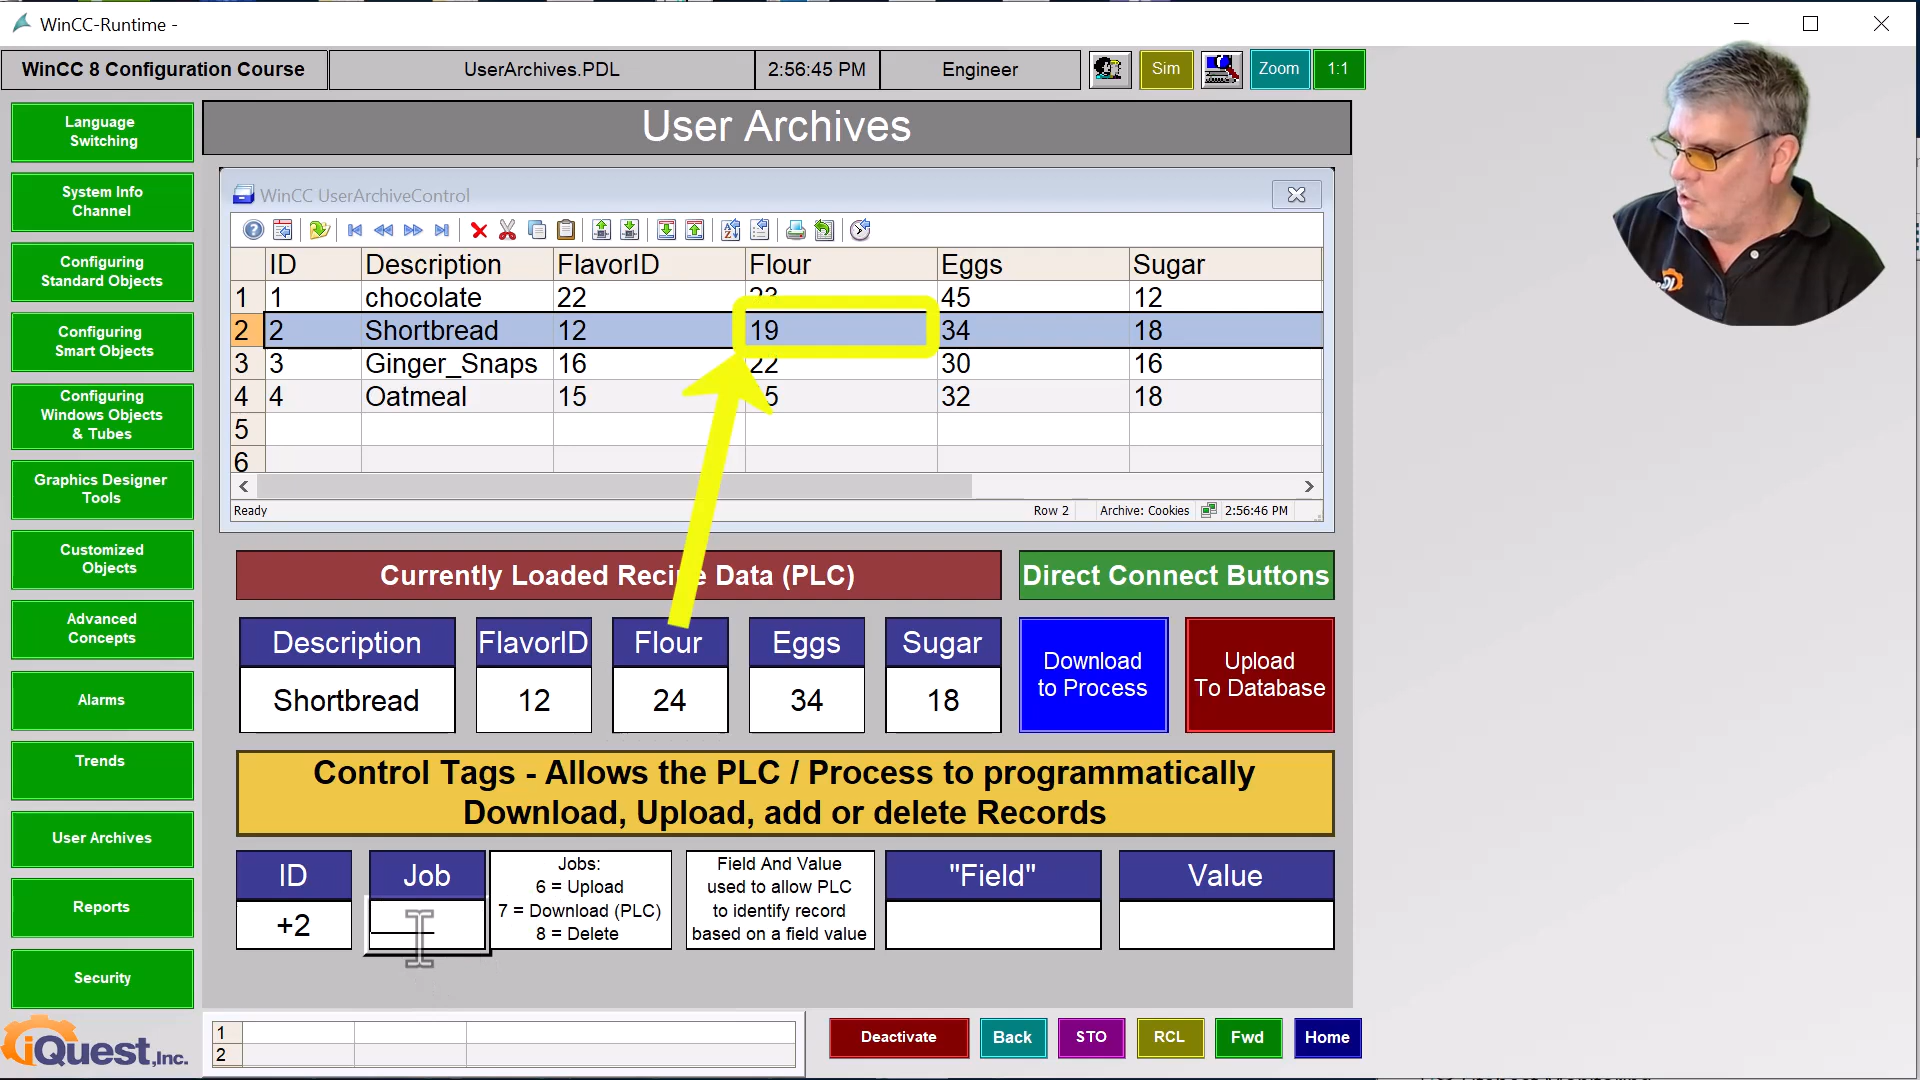 WinCC-Runtime -
WinCC 8 Configuration Course
UserArchives.PDL
2:56:45 PM
Engineer
Sim
Zoom
1:1
Language
Switching
System Info
Channel
Configuring
Standard Objects
Configuring
Smart Objects
Configuring
Windows Objects
& Tubes
Graphics Designer
Tools
Customized
Objects
Advanced
Concepts
Alarms
Trends
User Archives
Reports
Security
iQuest,Inc.
User Archives
WinCC UserArchiveControl
ID Description FlavorID Flour Eggs Sugar
1 1 chocolate 22 23 45 12
2 2 Shortbread 12 19 34 18
3 3 Ginger_Snaps 16 22 30 16
4 4 Oatmeal 15 5 32 18
5
6
Ready
Row 2
Archive: Cookies
2:56:46 PM
Currently Loaded Recipe Data (PLC)
Direct Connect Buttons
Description FlavorID Flour Eggs Sugar
Shortbread 12 24 34 18
Download
to Process
Upload
To Database
Control Tags - Allows the PLC / Process to programmatically
Download, Upload, add or delete Records
ID
+2
Job
Jobs:
6 = Upload
7 = Download (PLC)
8 = Delete
Field And Value
used to allow PLC
to identify record
based on a field value
"Field"
Value
1
2
Deactivate
Back
STO
RCL
Fwd
Home